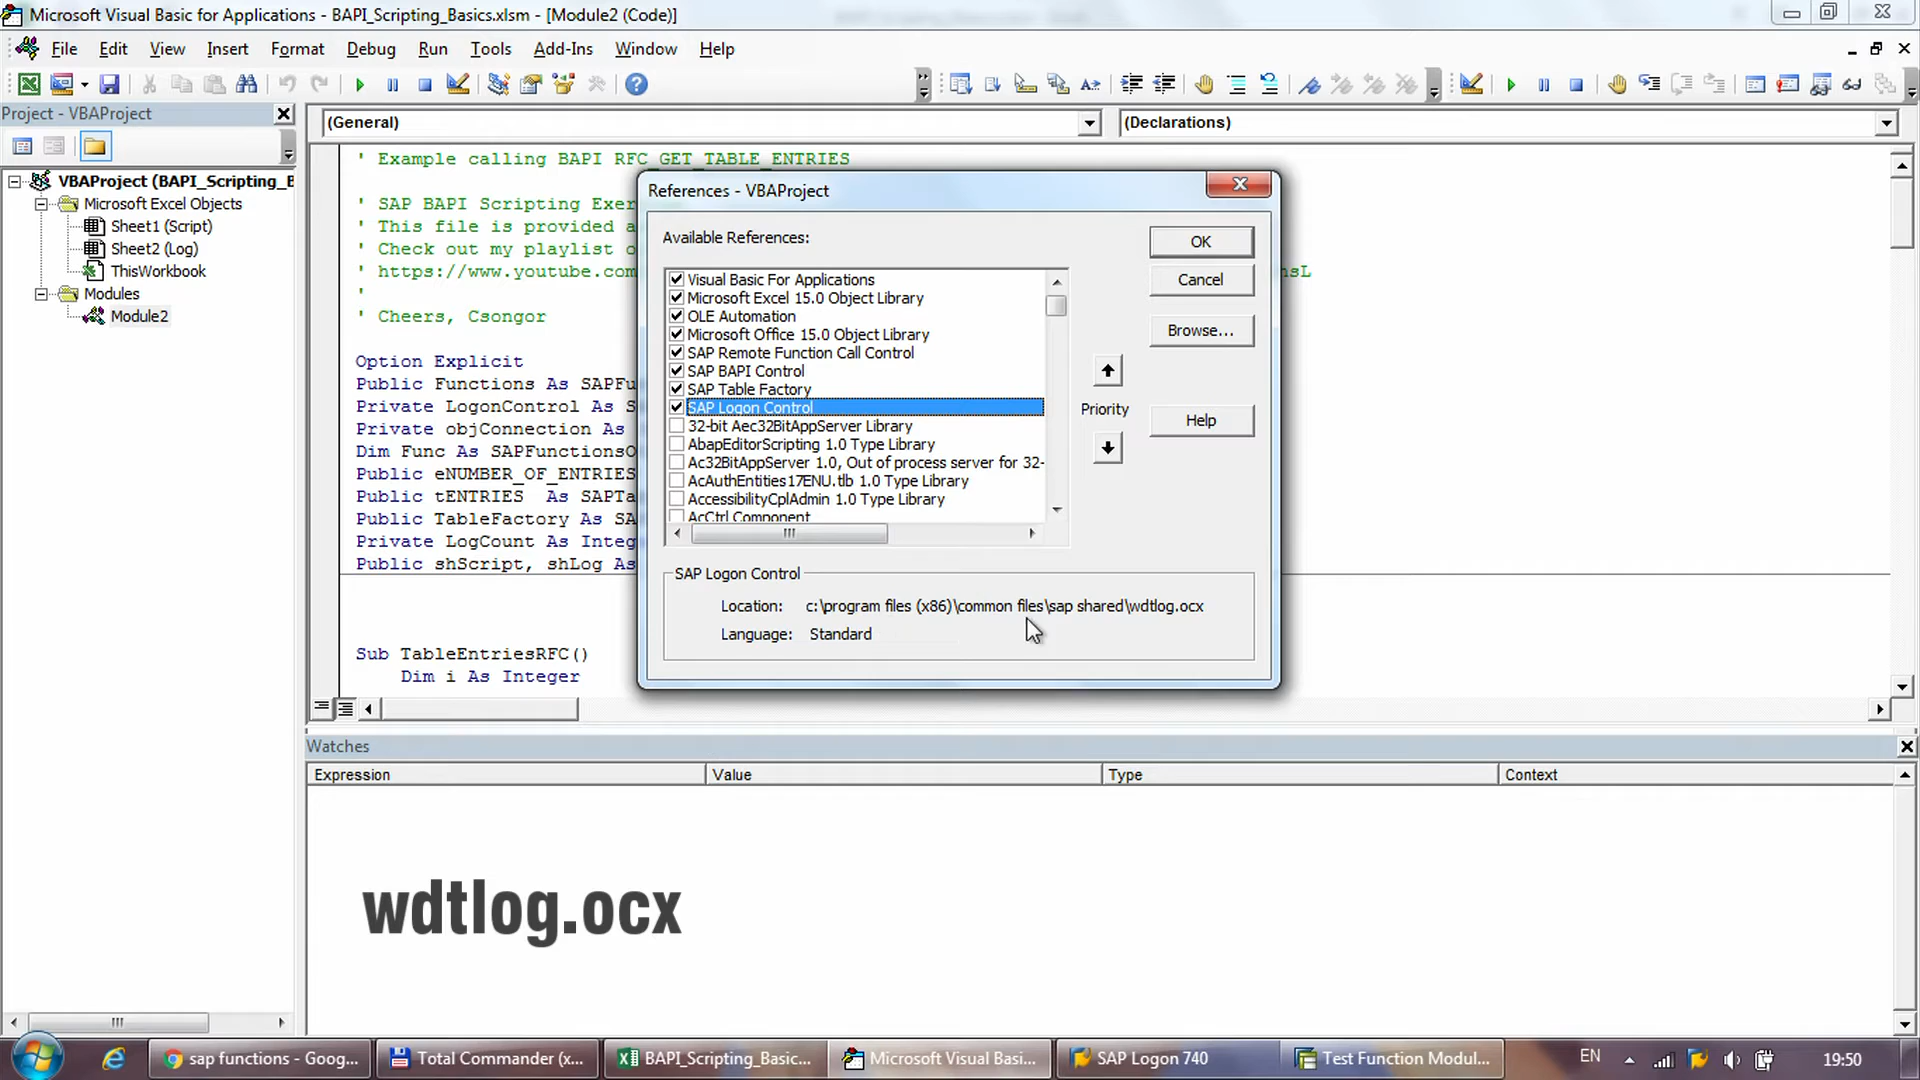 Microsoft Visual Basic for Applications - BAPI_Scripting_Basics.xlsm - [Module2 (Code)]
File Edit View Insert Format Debug Run Tools Add-Ins Window Help
Project - VBAProject
(General)
(Declarations)
VBAProject (BAPI_Scripting_B
Microsoft Excel Objects
Sheet1 (Script)
Sheet2 (Log)
ThisWorkbook
Modules
Module2
' Example calling BAPI RFC_GET_TABLE_ENTRIES
' SAP BAPI Scripting Exer
' This file is provided a
' Check out my playlist o
' https://www.youtube.com
nsL
'
' Cheers, Csongor
Option Explicit
Public Functions As SAPFu
Private LogonControl As S
Private objConnection As
Dim Func As SAPFunctionsO
Public eNUMBER_OF_ENTRIES
Public tENTRIES As SAPTa
Public TableFactory As SA
Private LogCount As Integ
Public shScript, shLog As
Sub TableEntriesRFC()
Dim i As Integer
References - VBAProject
Available References:
Visual Basic For Applications
Microsoft Excel 15.0 Object Library
OLE Automation
Microsoft Office 15.0 Object Library
SAP Remote Function Call Control
SAP BAPI Control
SAP Table Factory
SAP Logon Control
32-bit Aec32BitAppServer Library
AbapEditorScripting 1.0 Type Library
Ac32BitAppServer 1.0, Out of process server for 32-
AcAuthEntities17ENU.tlb 1.0 Type Library
AccessibilityCplAdmin 1.0 Type Library
AcCtrl Component
OK
Cancel
Browse...
Priority
Help
SAP Logon Control
Location: c:\program files (x86)\common files\sap shared\wdtlog.ocx
Language: Standard
Watches
Expression Value Type Context
wdtlog.ocx
sap functions - Goog...
Total Commander (x...
BAPI_Scripting_Basic...
Microsoft Visual Basi...
SAP Logon 740
Test Function Modul...
EN
19:50